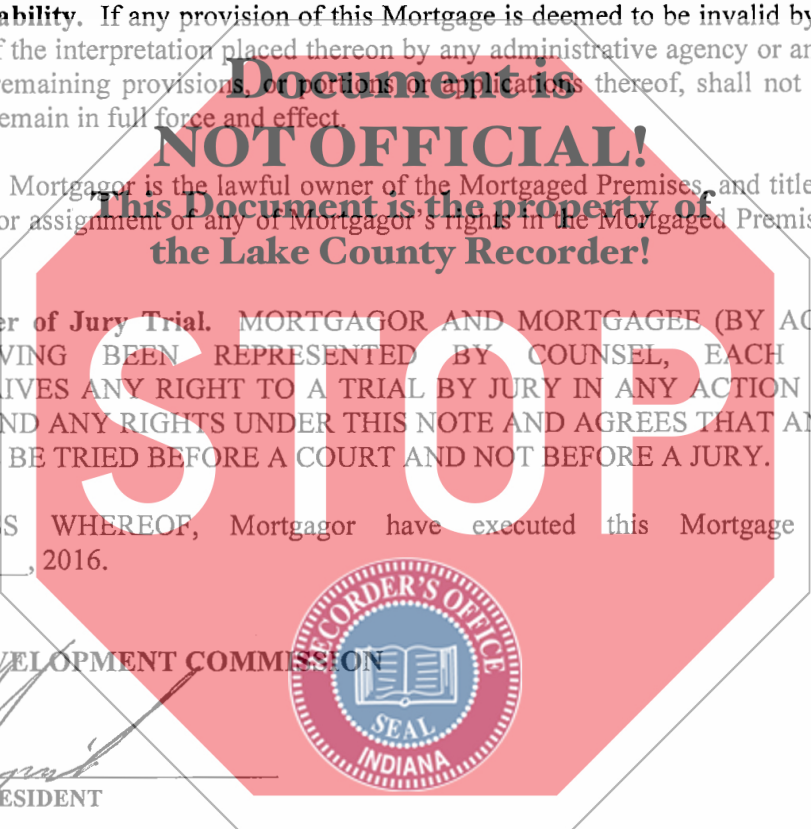 ability. If any provision of this Mortgage is deemed to be invalid by
f the interpretation placed thereon by any administrative agency or an
Document is
remaining provisions, or portions or applications thereof, shall not
emain in full force and effect.
NOT OFFICIAL!
Mortgagor is the lawful owner of the Mortgaged Premises, and title
This Document is the property of
or assignment of any of Mortgagor's rights in the Mortgaged Premis
the Lake County Recorder!
er of Jury Trial. MORTGAGOR AND MORTGAGEE (BY AC
VING BEEN REPRESENTED BY COUNSEL, EACH
AIVES ANY RIGHT TO A TRIAL BY JURY IN ANY ACTION
ND ANY RIGHTS UNDER THIS NOTE AND AGREES THAT AN
STOP
BE TRIED BEFORE A COURT AND NOT BEFORE A JURY.
SS WHEREOF, Mortgagor have executed this Mortgage
, 2016.
RECORDER'S OFFICE
VELOPMENT COMMISSION
SEAL
INDIANA
ESIDENT